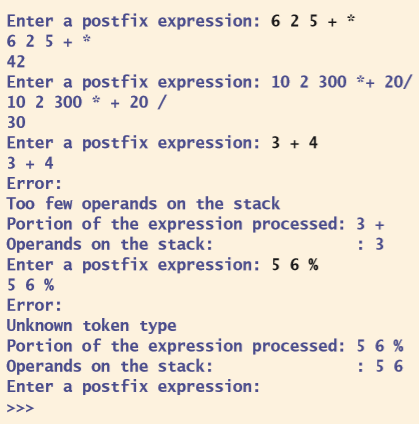 Enter a postfix expression: 6 2 5 + *
6 2 5 + *
42
Enter a postfix expression: 10 2 300 *+ 20/
10 2 300 * + 20 /
30
Enter a postfix expression: 3 + 4
3 + 4
Error:
Too few operands on the stack
Portion of the expression processed: 3 +
Operands on the stack:              : 3
Enter a postfix expression: 5 6 %
5 6 %
Error:
Unknown token type
Portion of the expression processed: 5 6 %
Operands on the stack:              : 5 6
Enter a postfix expression:
>>>